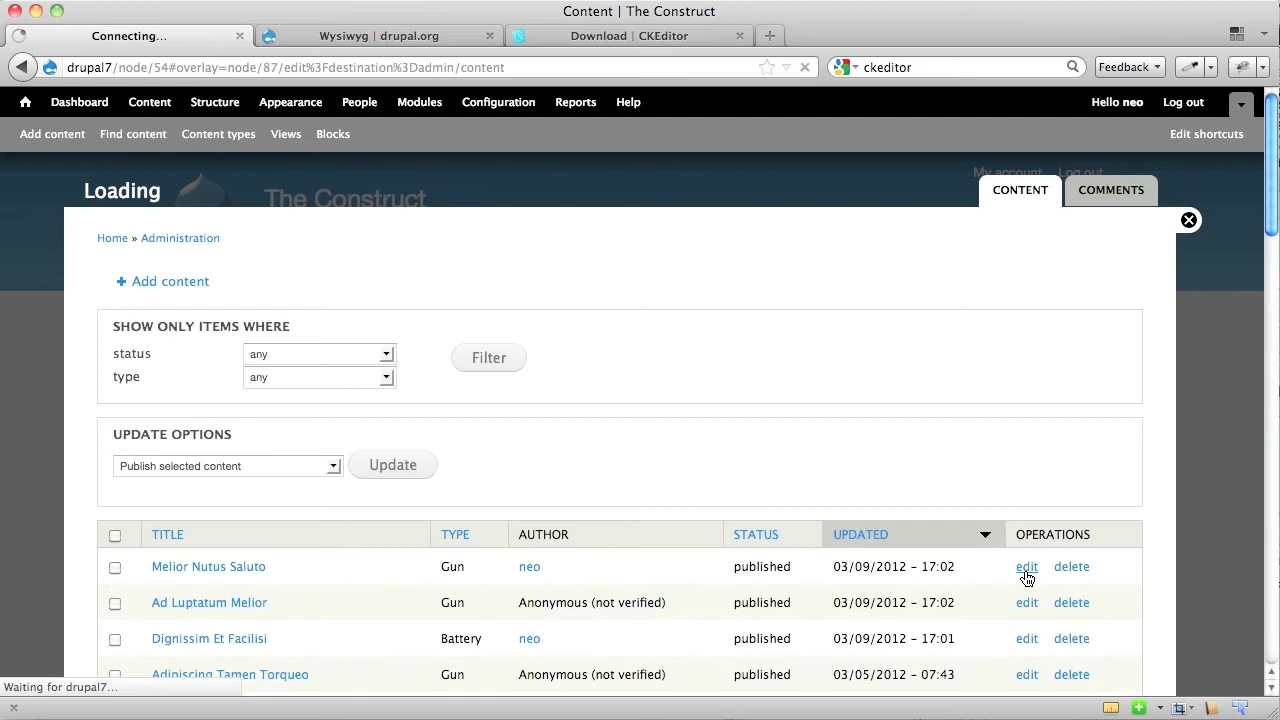 Content | The Construct
Connecting...
Wysiwyg | drupal.org
Download | CKEditor
drupal7/node/54#overlay=node/87/edit%3Fdestination%3Dadmin/content
ckeditor
Feedback
Dashboard Content Structure Appearance People Modules Configuration Reports Help
Hello neo Log out
Add content Find content Content types Views Blocks
Edit shortcuts
My account Log out
Loading
The Construct
CONTENT COMMENTS
Home » Administration
+ Add content
SHOW ONLY ITEMS WHERE
status any
Filter
type any
UPDATE OPTIONS
Publish selected content Update
TITLE TYPE AUTHOR STATUS UPDATED OPERATIONS
Melior Nutus Saluto Gun neo published 03/09/2012 - 17:02 edit delete
Ad Luptatum Melior Gun Anonymous (not verified) published 03/09/2012 - 17:02 edit delete
Dignissim Et Facilisi Battery neo published 03/09/2012 - 17:01 edit delete
Adipiscing Tamen Torqueo Gun Anonymous (not verified) published 03/05/2012 - 07:43 edit delete
Waiting for drupal7...